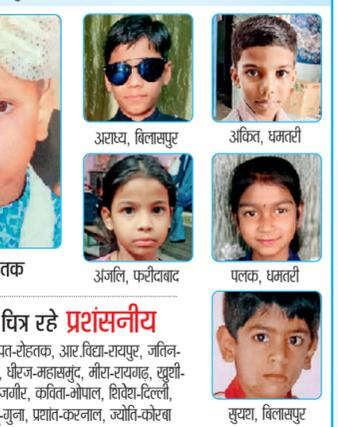 अराध्य, बिलासपुर
अंकित, धमतरी
तक
अंजलि, फरीदाबाद
पलक, धमतरी
चित्र रहे प्रशंसनीय
पत-रोहतक, आर.विद्या-रायपुर, जतिन-
, धीरज-महासमुंद, मीरा-रायगढ़, खुशी-
जगीर, कविता-भोपाल, शिवेश-दिल्ली,
-गुना, प्रशांत-करनाल, ज्योति-कोरबा
सुयश, बिलासपुर